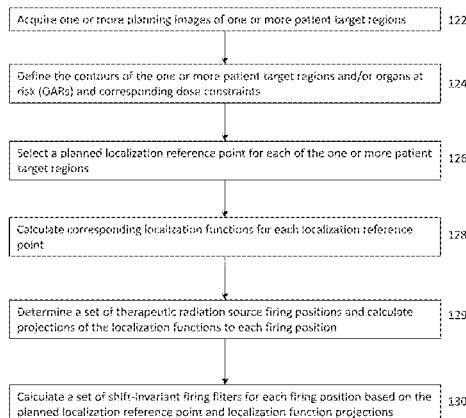 Acquire one or more planning images of one or more patient target regions
122
Define the contours of the one or more patient target regions and/or organs at
risk (OARs) and corresponding dose constraints
124
Select a planned localization reference point for each of the one or more patient
target regions
126
Calculate corresponding localization functions for each localization reference
point
128
Determine a set of therapeutic radiation source firing positions and calculate
projections of the localization functions to each firing position
129
Calculate a set of shift-invariant firing filters for each firing position based on the
planned localization reference point and localization function projections
130